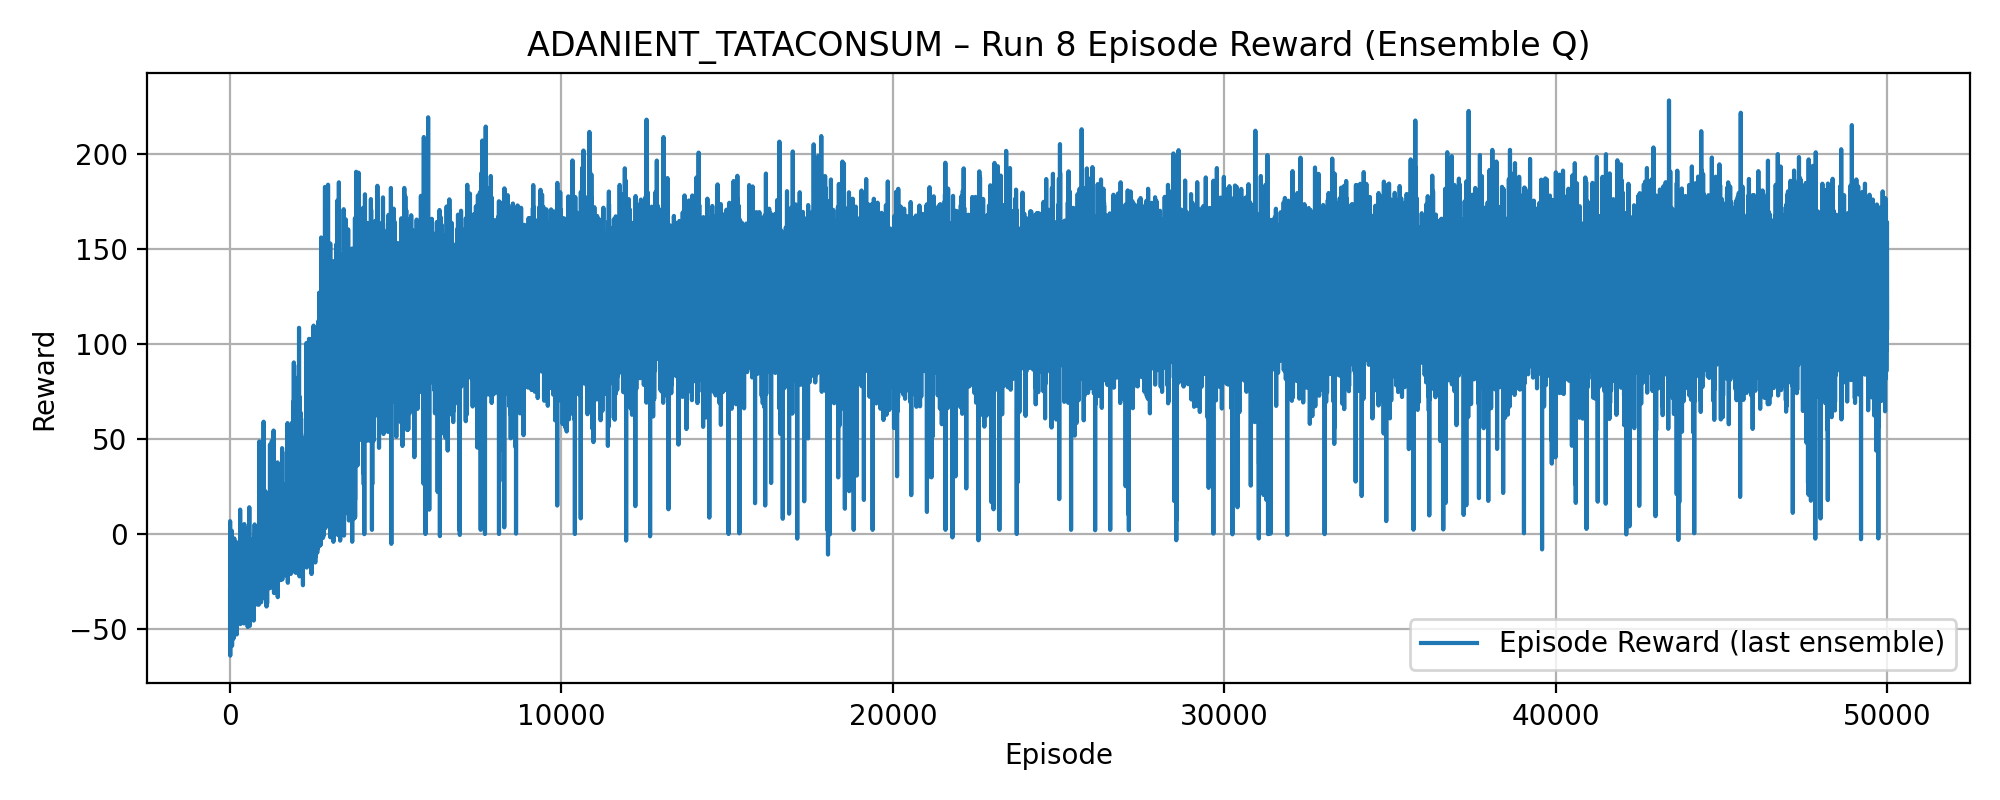 ADANIENT_TATACONSUM – Run 8 Episode Reward (Ensemble Q)
Reward
200
150
100
50
0
−50
Episode Reward (last ensemble)
0 10000 20000 30000 40000 50000
Episode